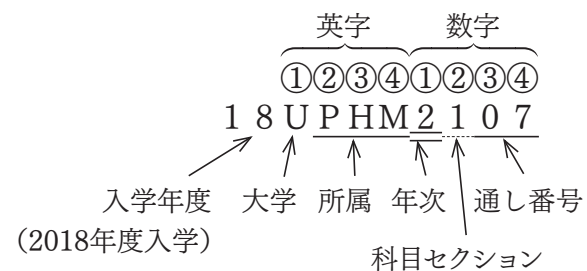 英字 数字
①②③④①②③④
18UPHM2107
入学年度 大学 所属 年次 通し番号
（2018年度入学）
科目セクション